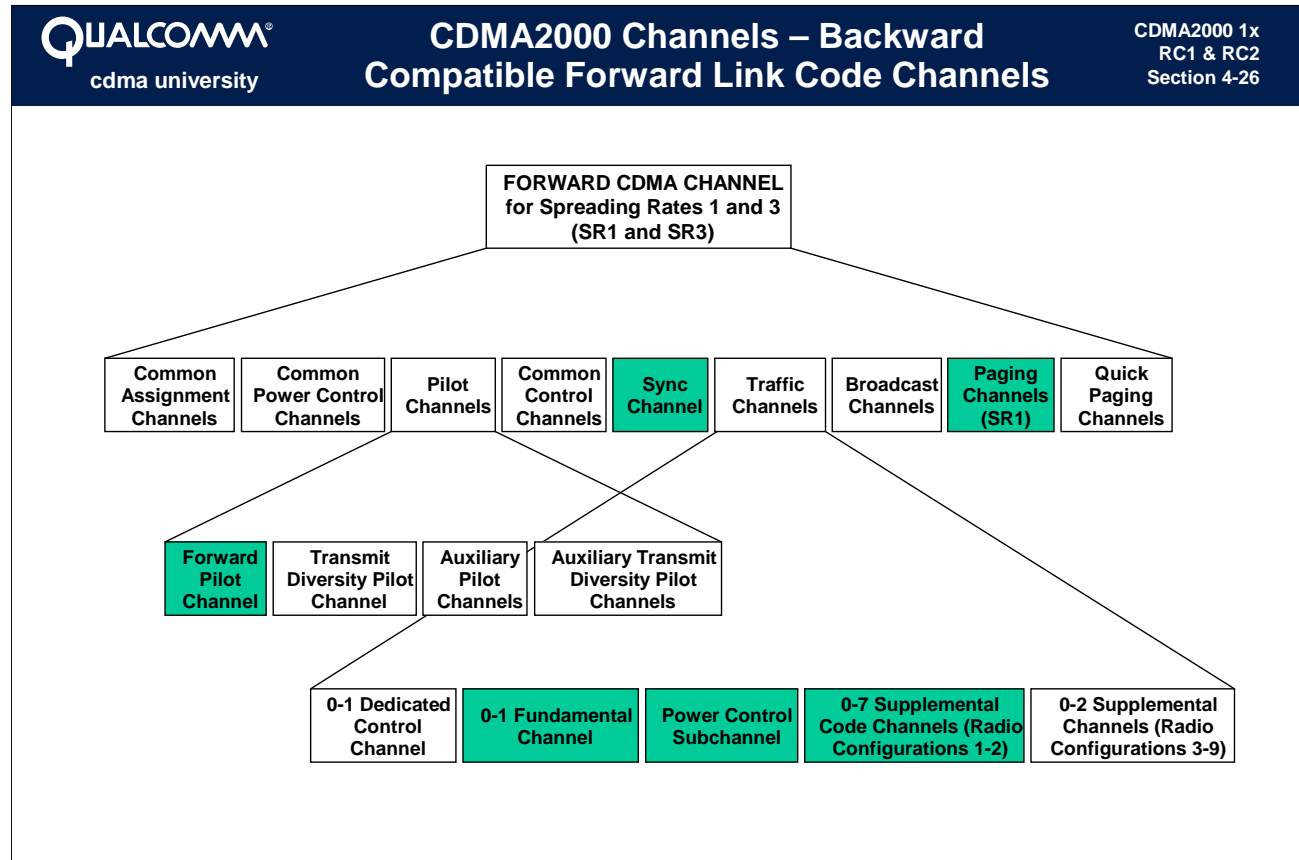 QUALCOMM®
cdma university
CDMA2000 Channels – Backward
Compatible Forward Link Code Channels
CDMA2000 1x
RC1 & RC2
Section 4-26
FORWARD CDMA CHANNEL
for Spreading Rates 1 and 3
(SR1 and SR3)
Common
Assignment
Channels
Common
Power Control
Channels
Pilot
Channels
Common
Control
Channels
Sync
Channel
Traffic
Channels
Broadcast
Channels
Paging
Channels
(SR1)
Quick
Paging
Channels
Forward
Pilot
Channel
Transmit
Diversity Pilot
Channel
Auxiliary
Pilot
Channels
Auxiliary Transmit
Diversity Pilot
Channels
0-1 Dedicated
Control
Channel
0-1 Fundamental
Channel
Power Control
Subchannel
0-7 Supplemental
Code Channels (Radio
Configurations 1-2)
0-2 Supplemental
Channels (Radio
Configurations 3-9)